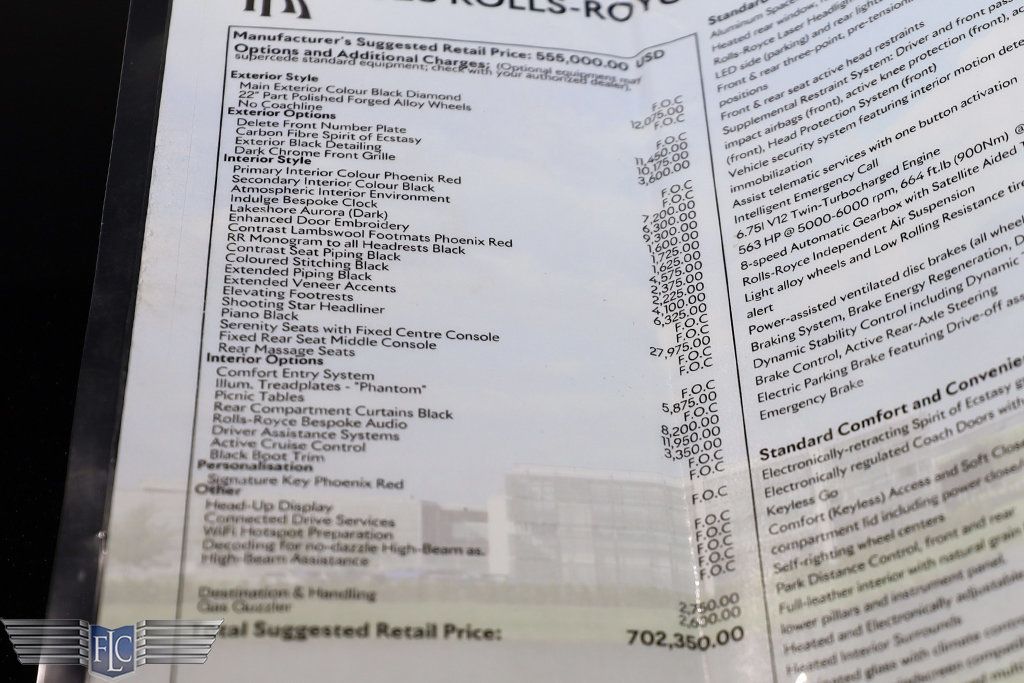 ROLLS-ROYC
Manufacturer's Suggested Retail Price: 555,000.00 USD
Options and Additional Charges: (Optional equipment may
supercede standard equipment; check with your authorized dealer).
Exterior Style
Main Exterior Colour Black Diamond F.O.C
22" Part Polished Forged Alloy Wheels 12,075.00
No Coachline F.O.C
Exterior Options
Delete Front Number Plate F.O.C
Carbon Fibre Spirit of Ecstasy 11,450.00
Exterior Black Detailing 10,175.00
Dark Chrome Front Grille 3,600.00
Interior Style
Primary Interior Colour Phoenix Red F.O.C
Secondary Interior Colour Black F.O.C
Atmospheric Interior Environment 7,200.00
Indulge Bespoke Clock 6,300.00
Lakeshore Aurora (Dark) 9,300.00
Enhanced Door Embroidery 1,600.00
Contrast Lambswool Footmats Phoenix Red 1,725.00
RR Monogram to all Headrests Black 1,625.00
Contrast Seat Piping Black 4,575.00
Coloured Stitching Black 2,375.00
Extended Piping Black 2,225.00
Extended Veneer Accents 4,100.00
Elevating Footrests 6,325.00
Shooting Star Headliner F.O.C
Piano Black F.O.C
Serenity Seats with Fixed Centre Console 27,975.00
Fixed Rear Seat Middle Console F.O.C
Rear Massage Seats F.O.C
Interior Options
Comfort Entry System F.O.C
Illum. Treadplates - "Phantom" 5,875.00
Picnic Tables F.O.C
Rear Compartment Curtains Black 8,200.00
Rolls-Royce Bespoke Audio 11,950.00
Driver Assistance Systems 3,350.00
Active Cruise Control F.O.C
Black Boot Trim F.O.C
Personalisation
Signature Key Phoenix Red F.O.C
Other
Head-Up Display F.O.C
Connected Drive Services F.O.C
WiFi Hotspot Preparation F.O.C
Decoding for no-dazzle High-Beam as. F.O.C
High-Beam Assistance F.O.C
Destination & Handling 2,750.00
Gas Guzzler 2,600.00
Suggested Retail Price: 702,350.00
Standard
Aluminum Space
Heated rear window,
Rolls-Royce Laser Headligh
LED side (parking) and rear light
Front & rear three-point, pre-tension
positions
Front & rear seat active head restraints
Supplemental Restraint System: Driver and front pass
impact airbags (front), active knee protection (front), ac
(front), Head Protection System (front)
Vehicle security system featuring interior motion dete
immobilization
Assist telematic services with one button activation
Intelligent Emergency Call
6.75l V12 Twin-Turbocharged Engine
563 HP @ 5000-6000 rpm, 664 ft.lb (900Nm) @
8-speed Automatic Gearbox with Satellite Aided T
Rolls-Royce Independent Air Suspension
Light alloy wheels and Low Rolling Resistance tir
alert
Power-assisted ventilated disc brakes (all wheel
Braking System, Brake Energy Regeneration, D
Dynamic Stability Control including Dynamic
Brake Control, Active Rear-Axle Steering
Electric Parking Brake featuring Drive-off ass
Emergency Brake
Standard Comfort and Convenie
Electronically-retracting Spirit of Ecstasy g
Electronically regulated Coach Doors with
Keyless Go
Comfort (Keyless) Access and Soft Close
compartment lid including power close/
Self-righting wheel centers
Park Distance Control, front and rear
Full-leather interior with natural grain
lower pillars and instrument panel
Heated and Electronically adjustable
Heated Interior Surrounds
glass with climate contro
FLC